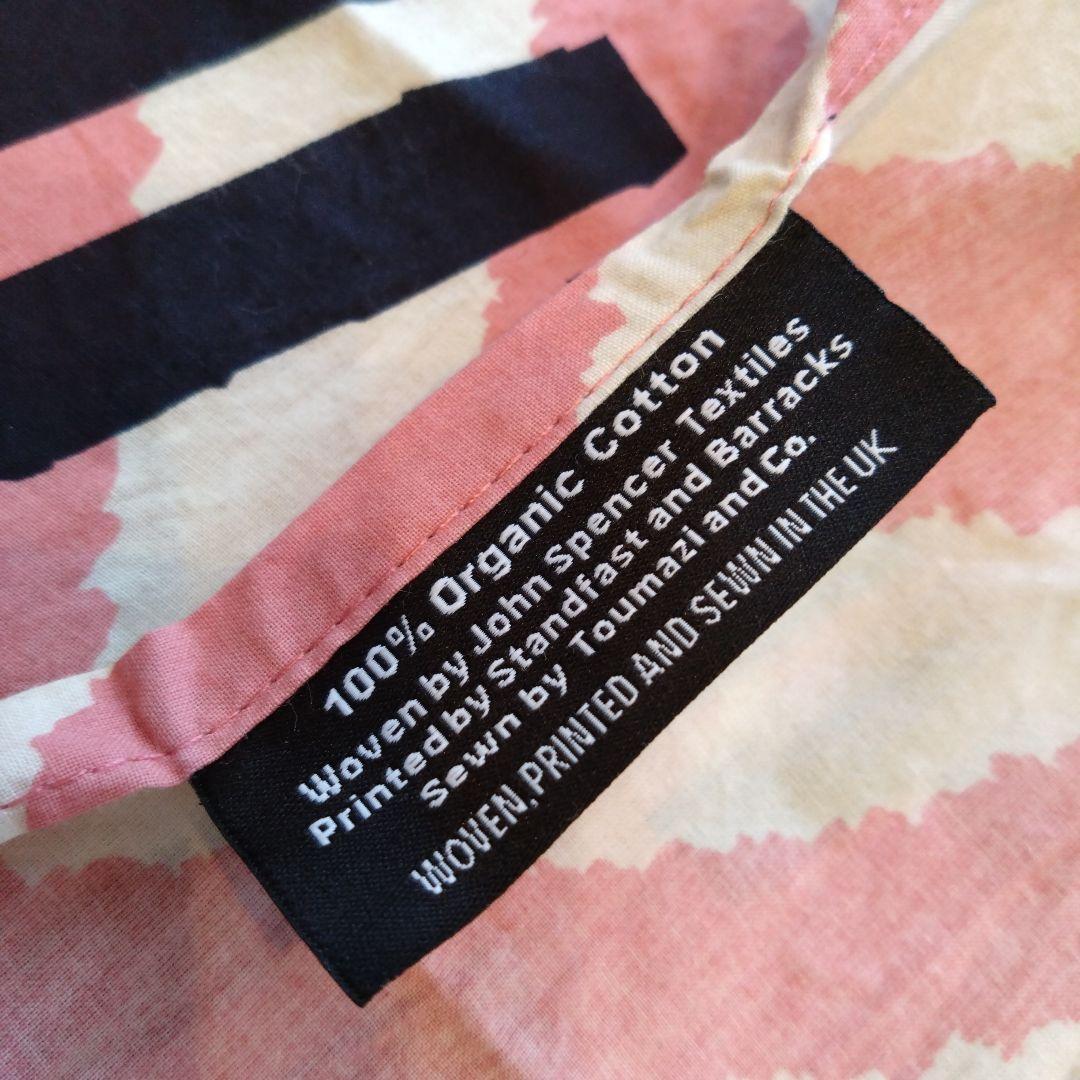 100% Organic Cotton
Woven by John Spencer Textiles
Printed by Standfast and Barracks
Sewn by Toumazi and Co.
WOVEN, PRINTED AND SEWN IN THE UK